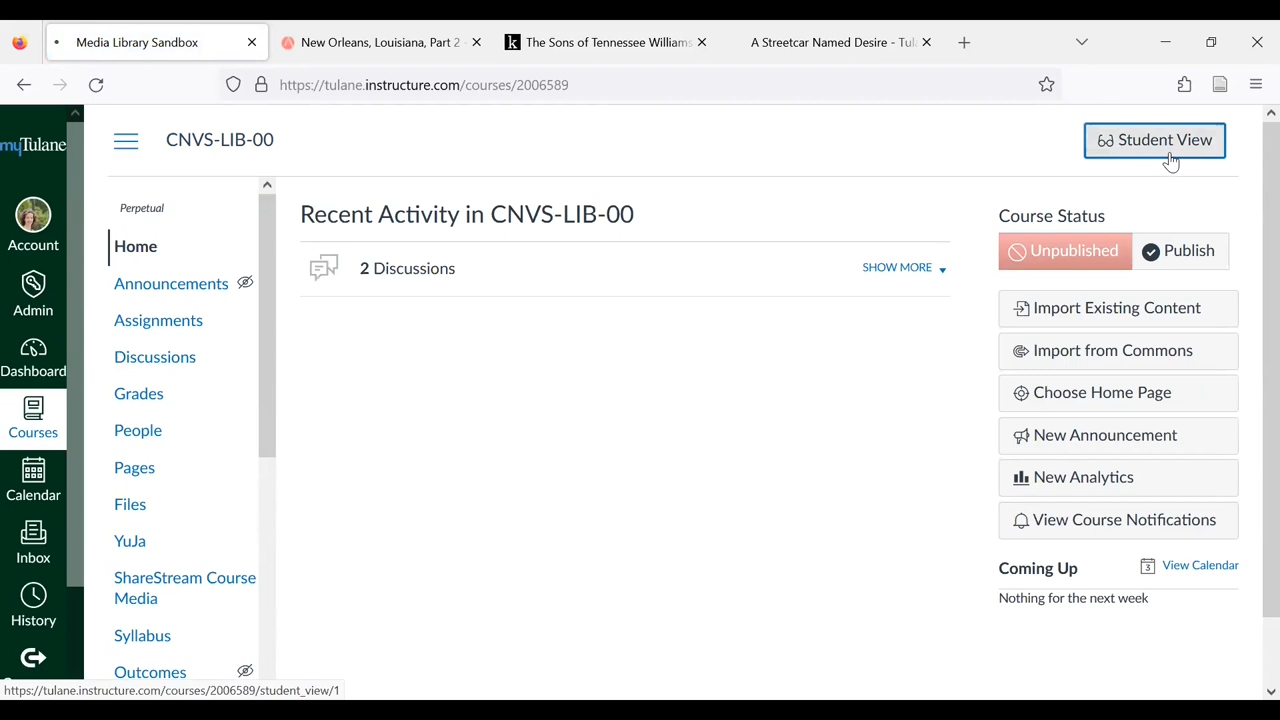 Media Library Sandbox
New Orleans, Louisiana, Part 2 -
k The Sons of Tennessee Williams
A Streetcar Named Desire - Tul
https://tulane.instructure.com/courses/2006589
myTulane
CNVS-LIB-00
Student View
Account
Admin
Dashboard
Courses
Calendar
3
Inbox
History
Perpetual
Home
Announcements
Assignments
Discussions
Grades
People
Pages
Files
YuJa
ShareStream Course
Media
Syllabus
Outcomes
Recent Activity in CNVS-LIB-00
2 Discussions
SHOW MORE
Course Status
Unpublished
Publish
Import Existing Content
Import from Commons
Choose Home Page
New Announcement
New Analytics
View Course Notifications
Coming Up
View Calendar
Nothing for the next week
https://tulane.instructure.com/courses/2006589/student_view/1